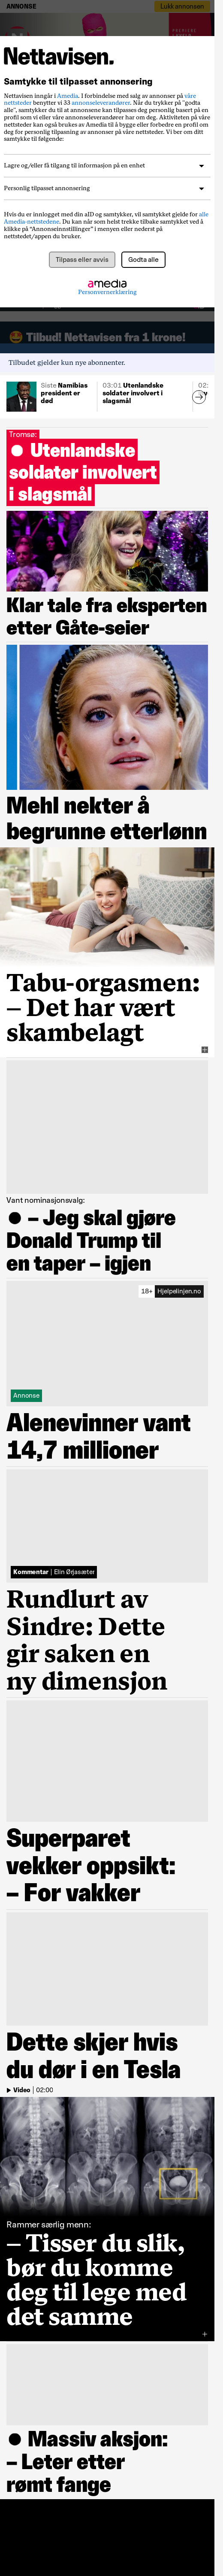 ANNONSE
Lukk annonsen
Nettavisen.
Samtykke til tilpasset annonsering
Nettavisen inngår i Amedia. I forbindelse med salg av annonser på våre
nettsteder benytter vi 33 annonseleverandører. Når du trykker på "godta
alle", samtykker du til at annonsene kan tilpasses deg personlig basert på en
profil som vi eller våre annonseleverandører har om deg. Aktivitetsdata fra vår og
andres tjenester kan brukes av Amedia til å bygge eller forbedre en profil om
deg for personlig tilpasning av annonser på våre nettsteder. Vi ber om ditt
samtykke til følgende:
Lagre og/eller få tilgang til informasjon på en enhet
Personlig tilpasset annonsering
Hvis du er innlogget med din aID og samtykker, vil samtykket gjelde for alle
Amedia-nettstedene. Du kan når som helst trekke tilbake samtykket ved å
klikke på “Annonseinnstillinger” i menyen eller nederst på
nettstedet/appen du bruker.
Tilpass eller avvis
Godta alle
amedia
Personvernerklæring
Tilbud! Nettavisen fra 1 krone!
Tilbudet gjelder kun nye abonnenter.
Siste Namibias
president er
død
03:01 Utenlandske
soldater involvert i
slagsmål
02:
Tromsø:
Utenlandske
soldater involvert
i slagsmål
Klar tale fra eksperten
etter Gåte-seier
Mehl nekter å
begrunne etterlønn
Tabu-orgasmen:
– Det har vært
skambelagt
Vant nominasjonsvalg:
– Jeg skal gjøre
Donald Trump til
en taper – igjen
18+ Hjelpelinjen.no
Annonse
Alenevinner vant
14,7 millioner
Kommentar | Elin Ørjasæter
Rundlurt av
Sindre: Dette
gir saken en
ny dimensjon
Superparet
vekker oppsikt:
– For vakker
Dette skjer hvis
du dør i en Tesla
Video | 02:00
Rammer særlig menn:
– Tisser du slik,
bør du komme
deg til lege med
det samme
Massiv aksjon:
– Leter etter
rømt fange